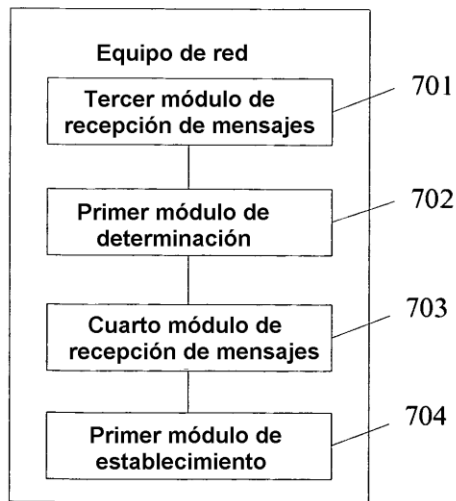 Equipo de red
Tercer módulo de
recepción de mensajes
701
Primer módulo de
determinación
702
Cuarto módulo de
recepción de mensajes
703
Primer módulo de
establecimiento
704